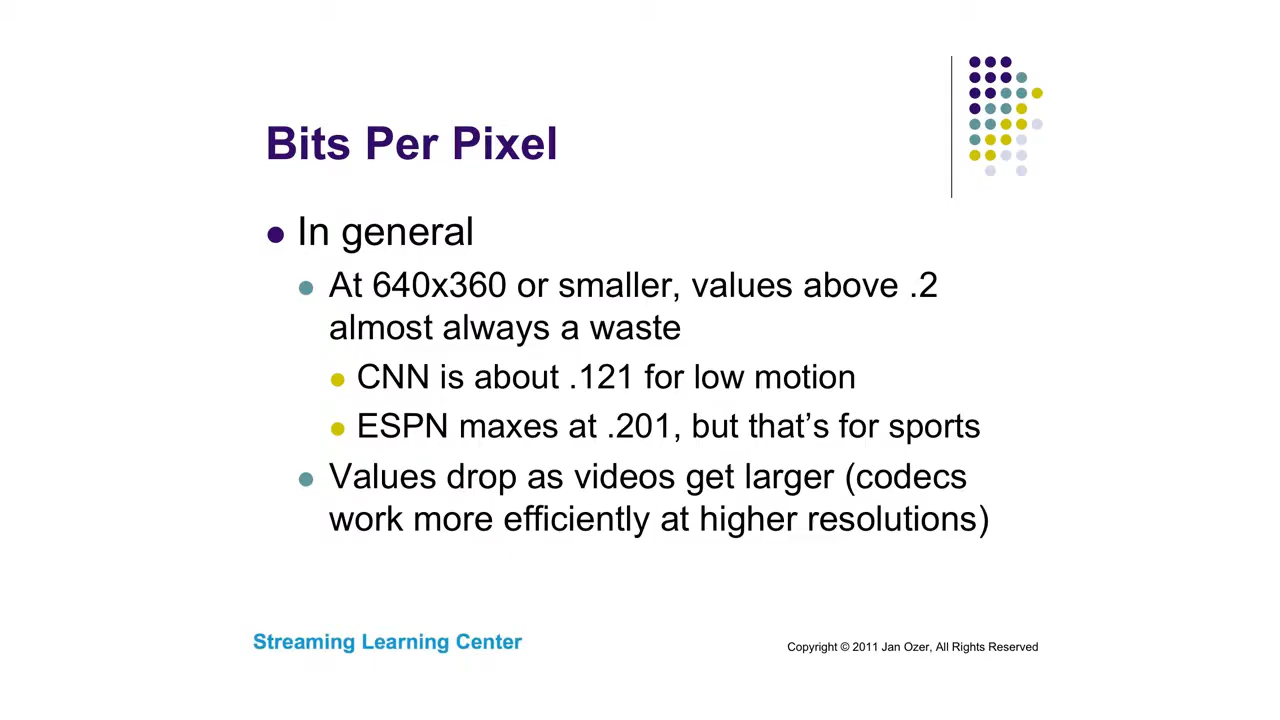 Bits Per Pixel
In general
At 640x360 or smaller, values above .2
almost always a waste
CNN is about .121 for low motion
ESPN maxes at .201, but that’s for sports
Values drop as videos get larger (codecs
work more efficiently at higher resolutions)
Streaming Learning Center
Copyright © 2011 Jan Ozer, All Rights Reserved